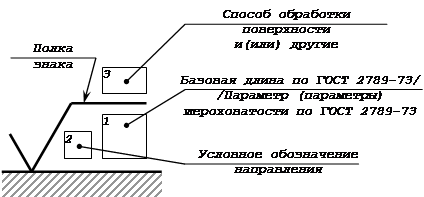 Способ обработки
поверхности
и(или) другие
Полка
знака
3
Базовая длина по ГОСТ 2789-73/
/Параметр (параметры)
шероховатости по ГОСТ 2789-73
1
2
Условное обозначение
направления